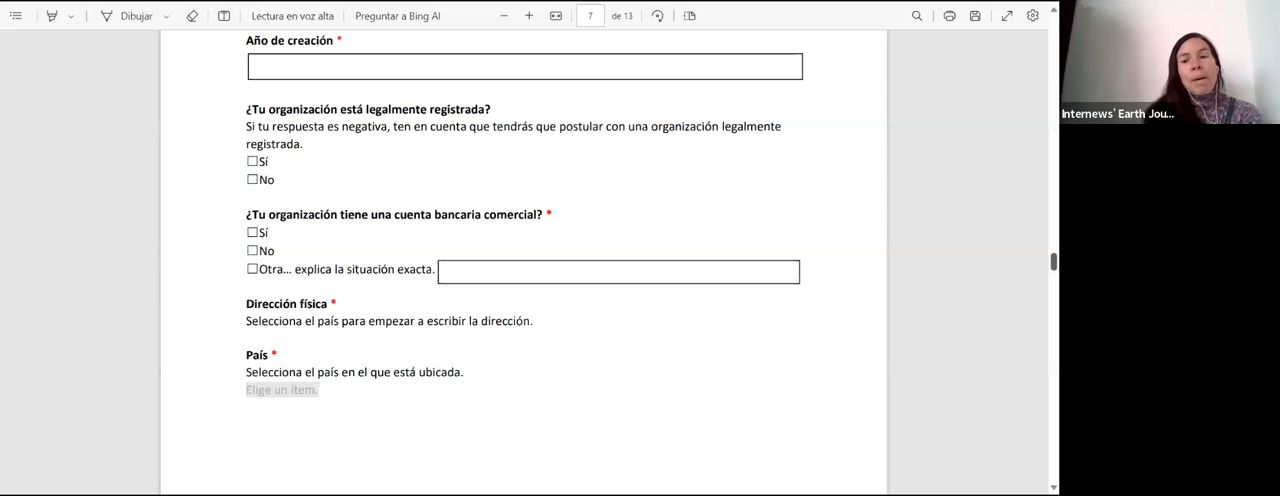 Dibujar
Lectura en voz alta
Preguntar a Bing AI
7
de 13
Año de creación *
¿Tu organización está legalmente registrada?
Si tu respuesta es negativa, ten en cuenta que tendrás que postular con una organización legalmente
registrada.
Sí
No
¿Tu organización tiene una cuenta bancaria comercial? *
Sí
No
Otra... explica la situación exacta.
Dirección física *
Selecciona el país para empezar a escribir la dirección.
País *
Selecciona el país en el que está ubicada.
Elige un ítem.
Internews' Earth Jou...